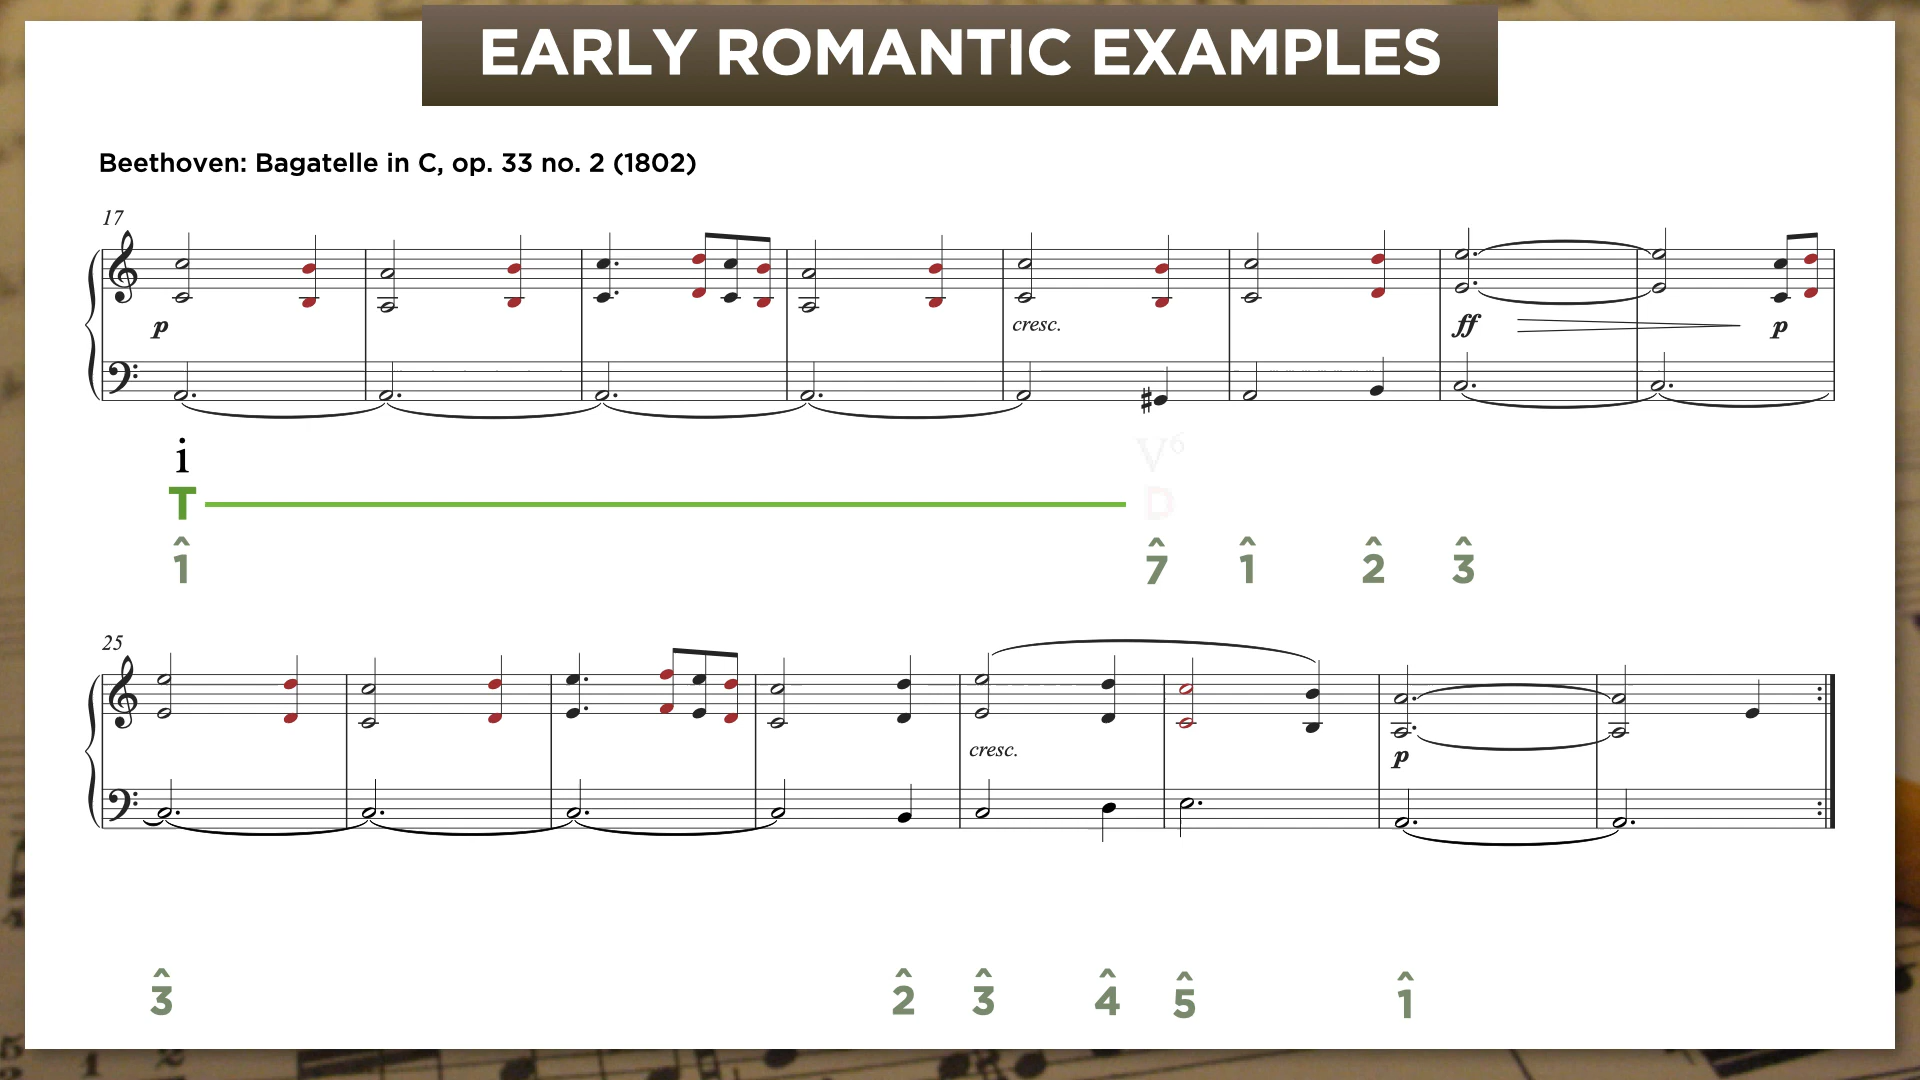 EARLY ROMANTIC EXAMPLES
Beethoven: Bagatelle in C, op. 33 no. 2 (1802)
17
p cresc. ff p
i V6
T D
^ ^ ^ ^ ^
1 7 1 2 3
25
cresc. p
^ ^ ^ ^ ^ ^
3 2 3 4 5 1